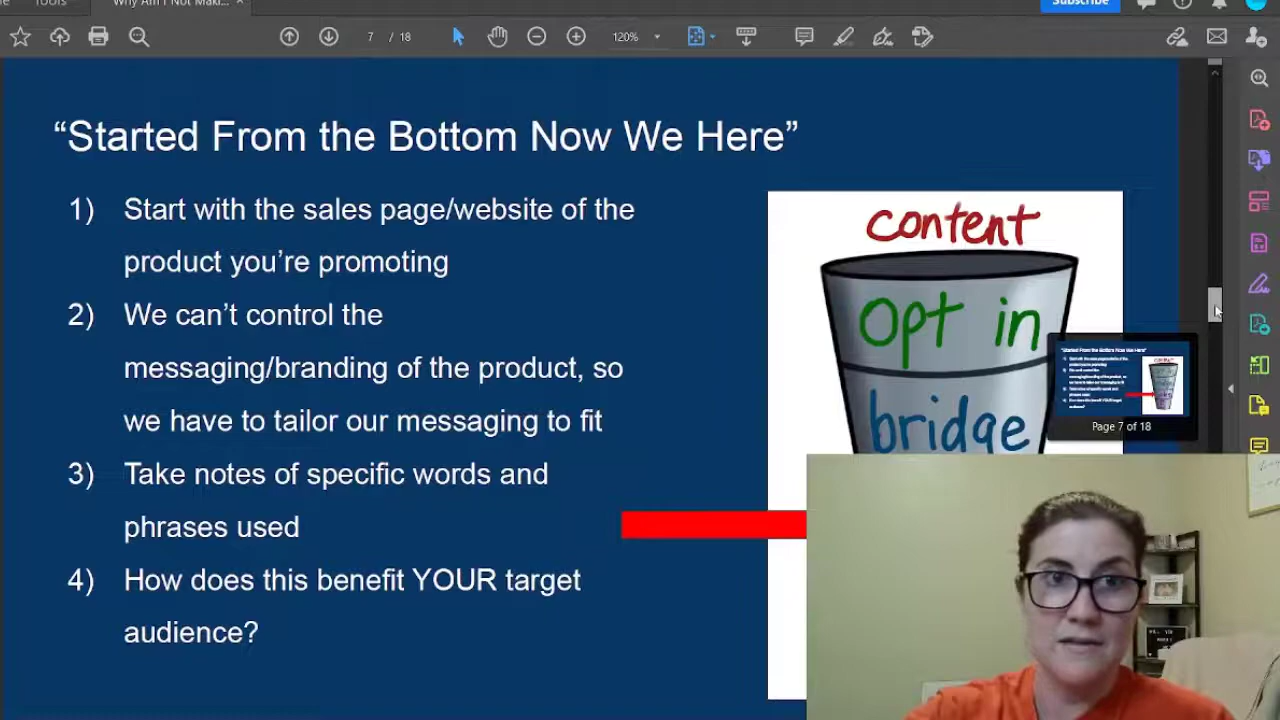 Tools
Why Am I Not Maki...
Subscribe
7 / 18
120%
“Started From the Bottom Now We Here”
1) Start with the sales page/website of the
product you’re promoting
2) We can’t control the
messaging/branding of the product, so
we have to tailor our messaging to fit
3) Take notes of specific words and
phrases used
4) How does this benefit YOUR target
audience?
content
Opt in
bridge
Page 7 of 18